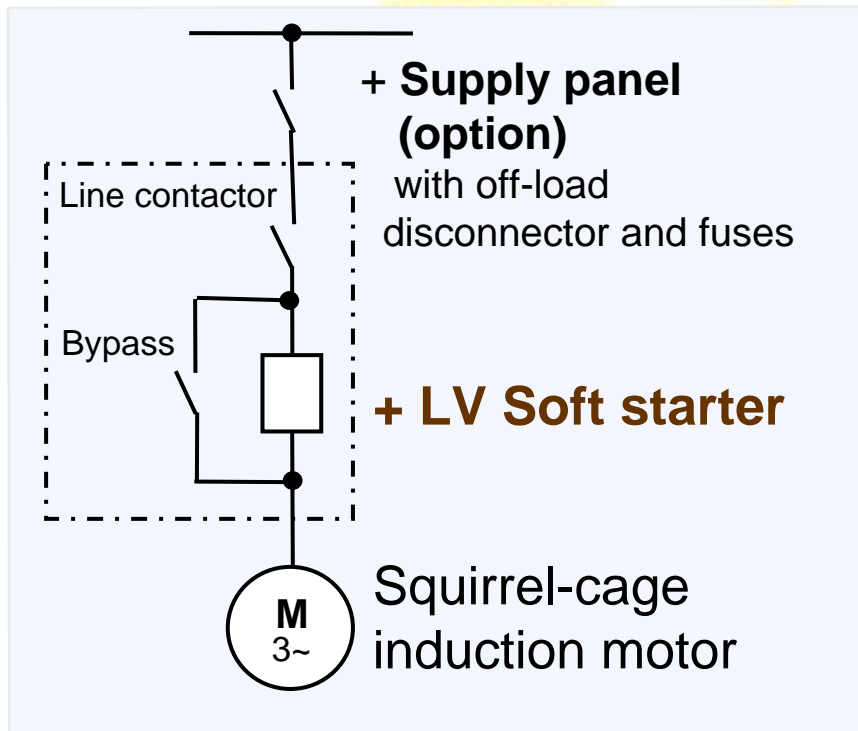 + Supply panel
(option)
with off-load
disconnector and fuses
Line contactor
Bypass
+ LV Soft starter
M
3~
Squirrel-cage
induction motor